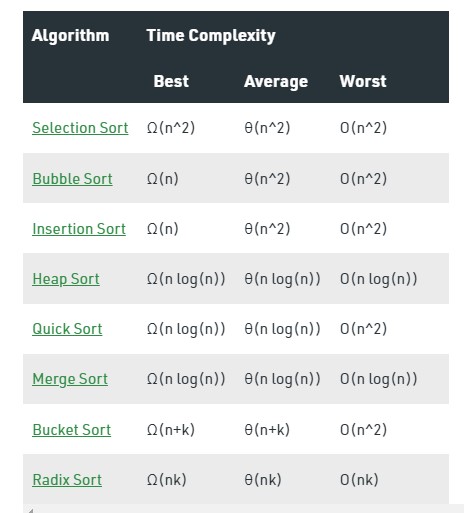 Algorithm Time Complexity
Best Average Worst
Selection Sort Ω(n^2) θ(n^2) O(n^2)
Bubble Sort Ω(n) θ(n^2) O(n^2)
Insertion Sort Ω(n) θ(n^2) O(n^2)
Heap Sort Ω(n log(n)) θ(n log(n)) O(n log(n))
Quick Sort Ω(n log(n)) θ(n log(n)) O(n^2)
Merge Sort Ω(n log(n)) θ(n log(n)) O(n log(n))
Bucket Sort Ω(n+k) θ(n+k) O(n^2)
Radix Sort Ω(nk) θ(nk) O(nk)